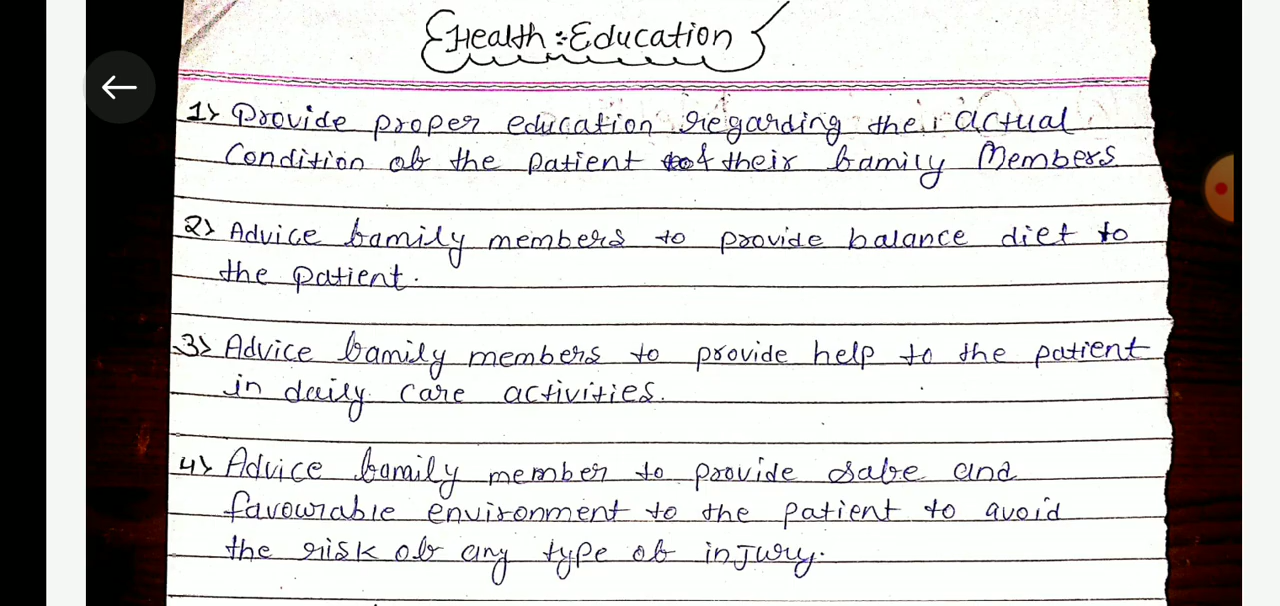 Health :- Education
1) Provide proper education regarding the actual
Condition of the patient & their family Members
2) Advice family members to provide balance diet to
the patient.
3) Advice family members to provide help to the patient
in daily care activities.
4) Advice family member to provide safe and
favourable environment to the patient to avoid
the risk of any type of injury.